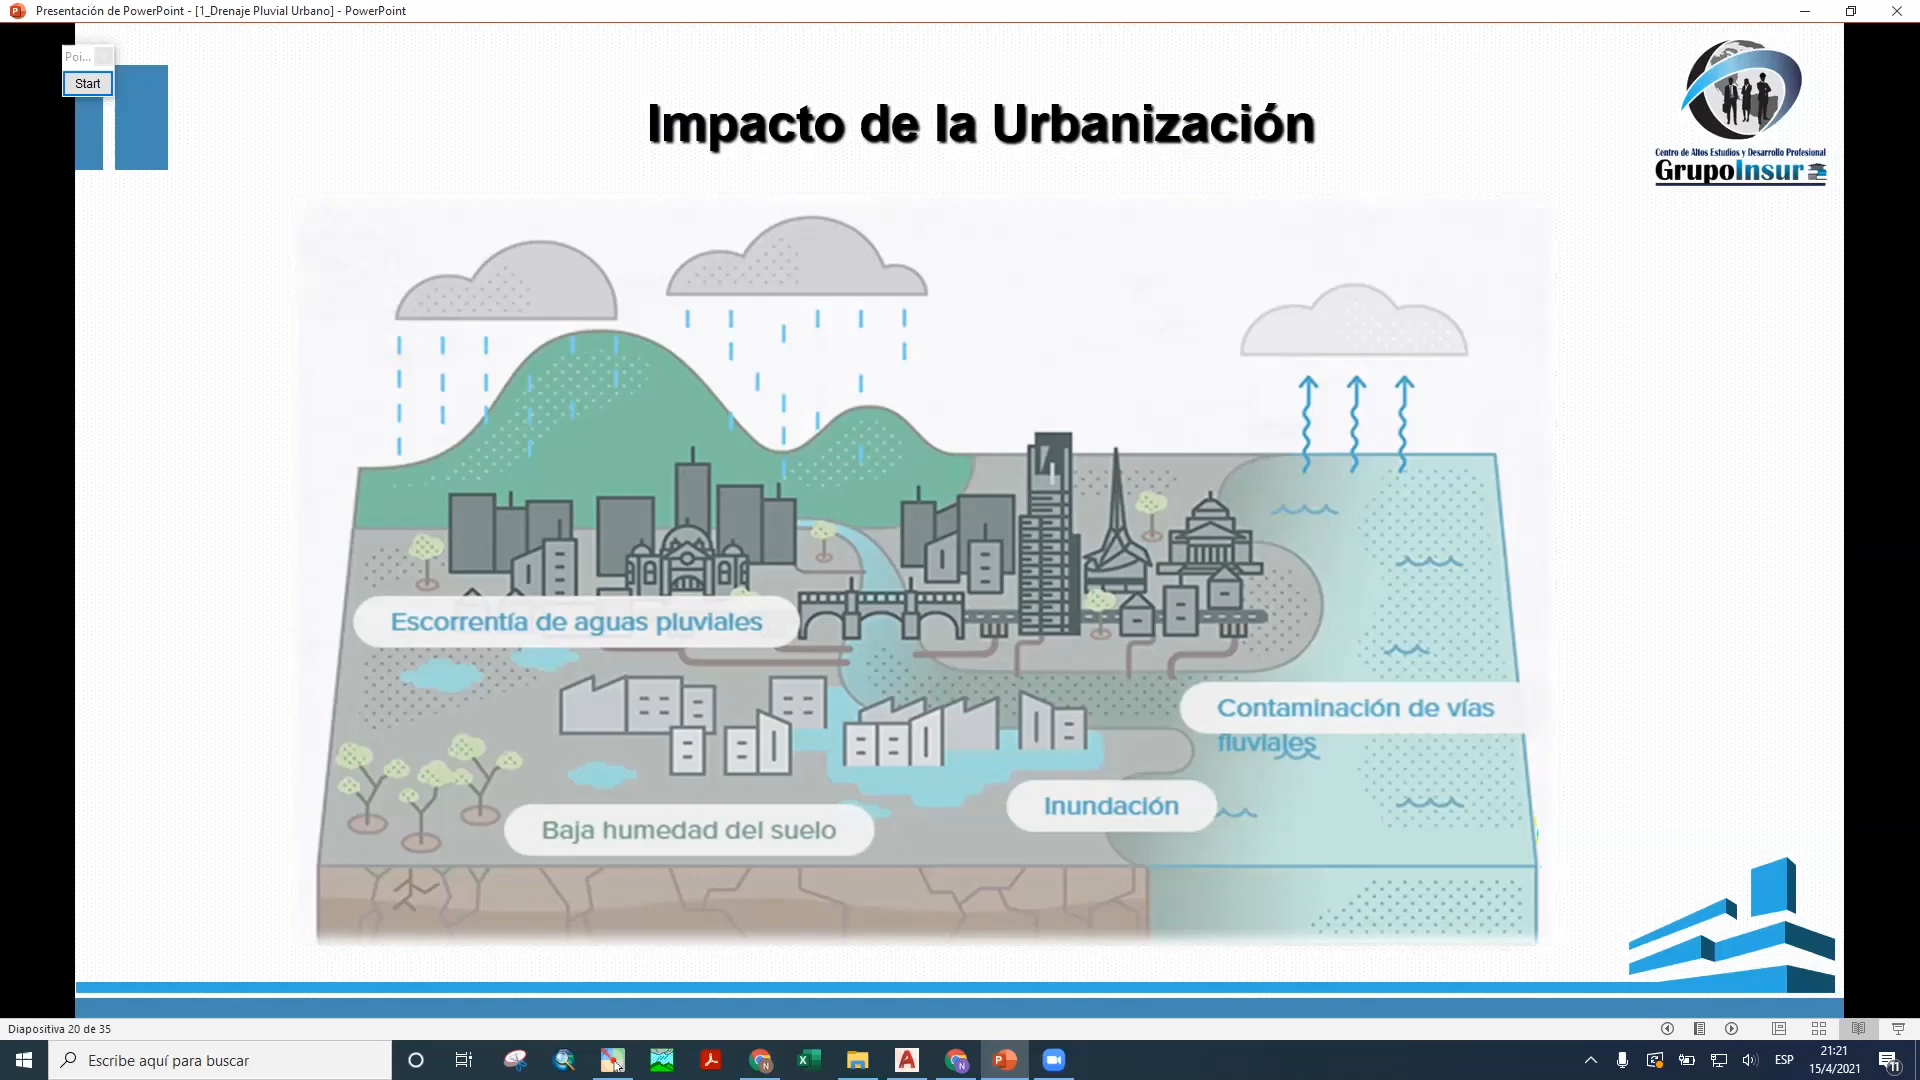 Presentación de PowerPoint - [1_Drenaje Pluvial Urbano] - PowerPoint
Poi...
Start
Impacto de la Urbanización
Centro de Altos Estudios y Desarrollo Profesional
GrupoInsur
Escorrentía de aguas pluviales
Contaminación de vías
fluviales
Inundación
Baja humedad del suelo
Diapositiva 20 de 35
Escribe aquí para buscar
ESP
21:21
15/4/2021
11